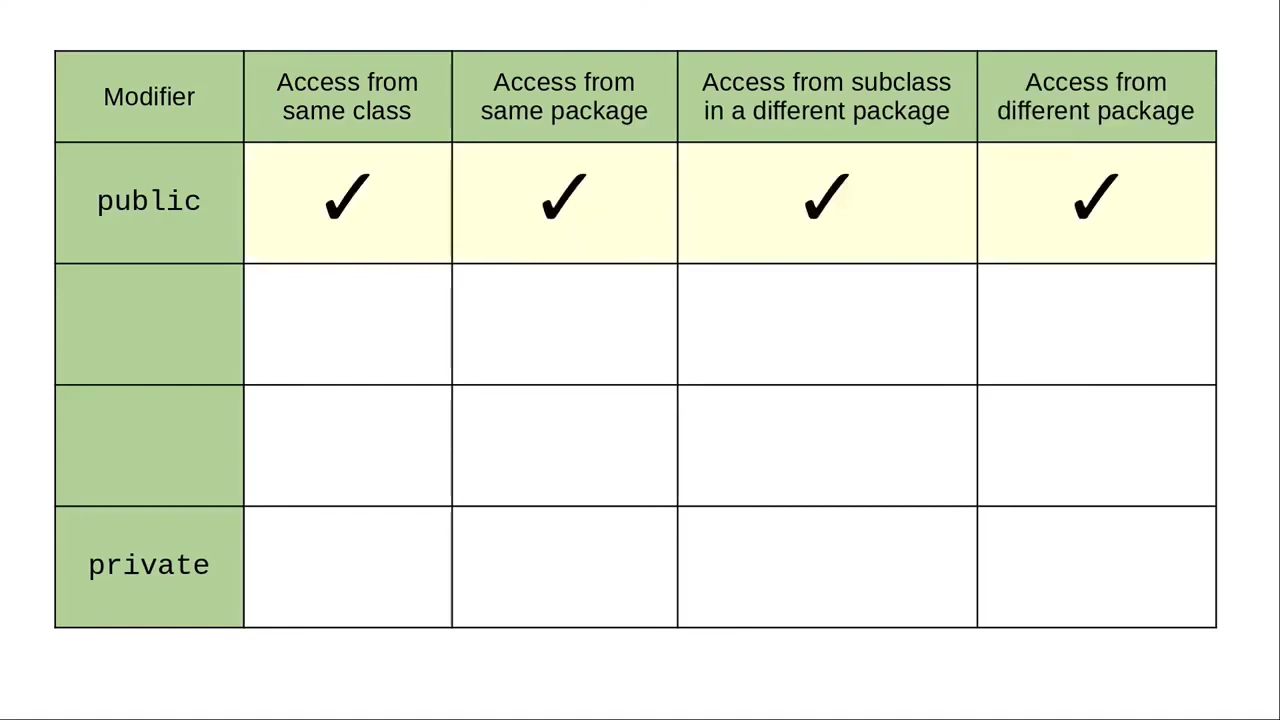 Modifier
Access from
same class
Access from
same package
Access from subclass
in a different package
Access from
different package
public
✓ ✓ ✓ ✓
private